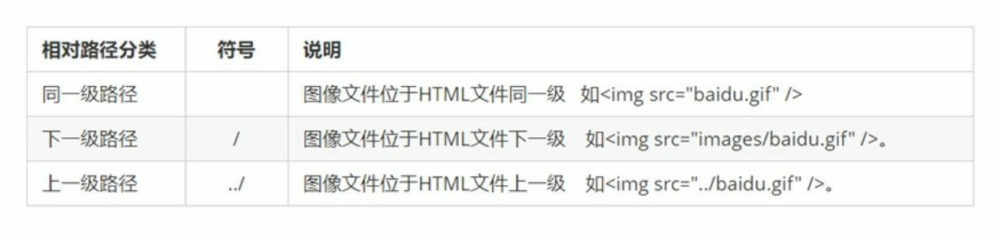 相对路径分类 符号 说明
同一级路径 图像文件位于HTML文件同一级 如<img src="baidu.gif" />
下一级路径 / 图像文件位于HTML文件下一级 如<img src="images/baidu.gif" />。
上一级路径 ../ 图像文件位于HTML文件上一级 如<img src="../baidu.gif" />。